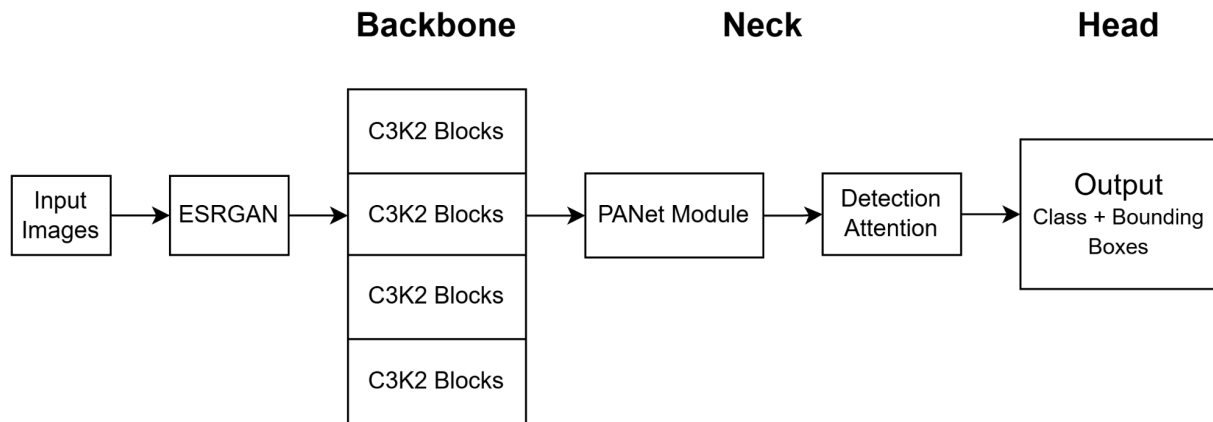 Backbone
Neck
Head
Input
Images
ESRGAN
C3K2 Blocks
C3K2 Blocks
C3K2 Blocks
C3K2 Blocks
PANet Module
Detection
Attention
Output
Class + Bounding
Boxes